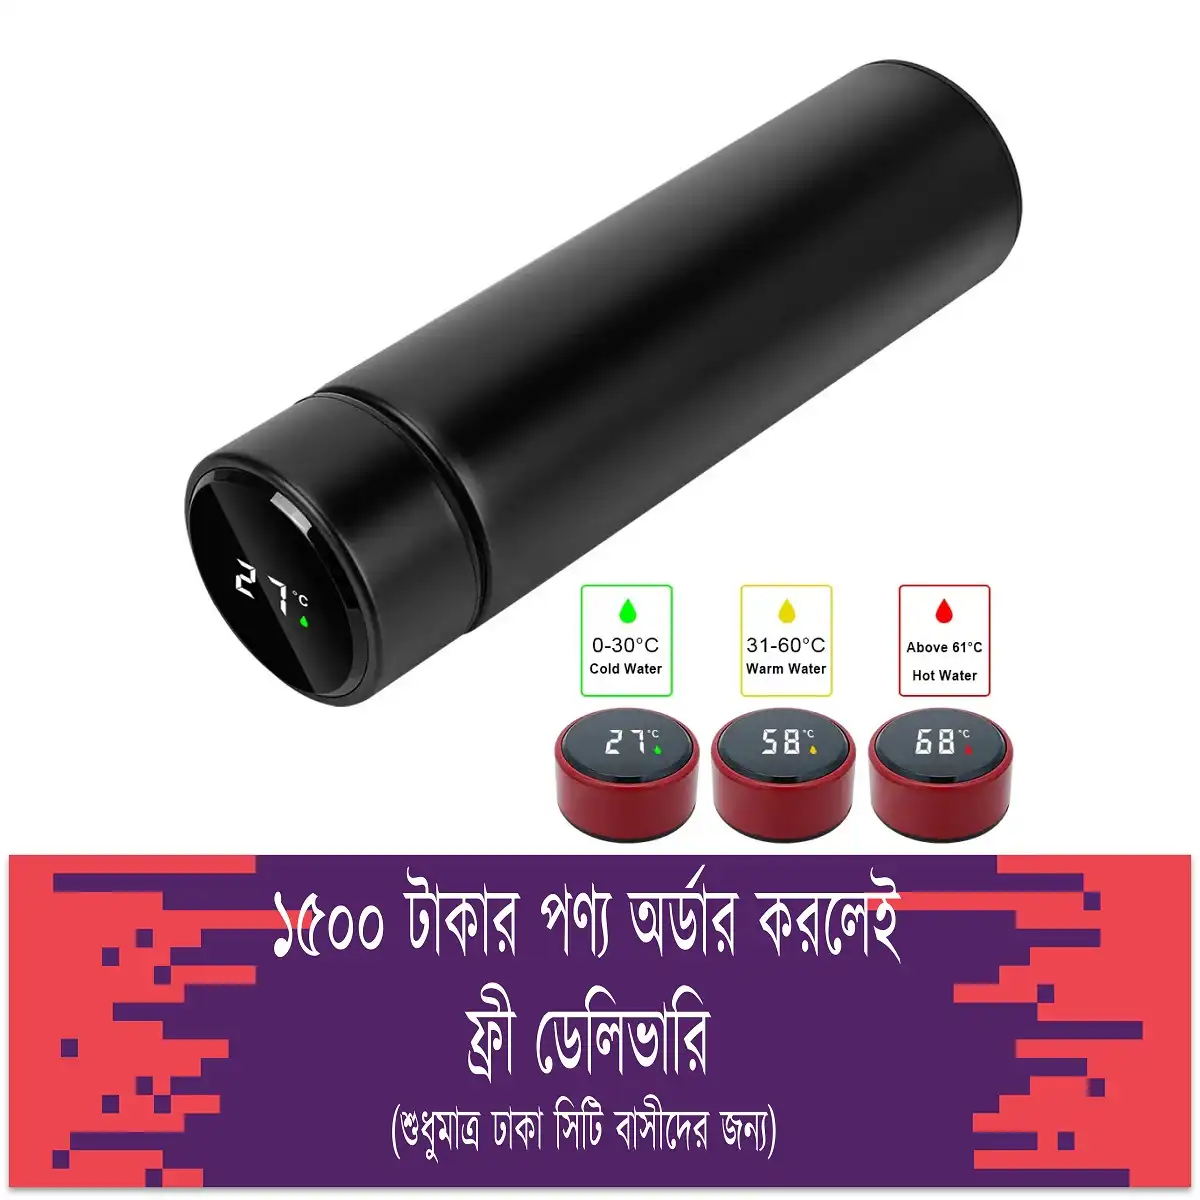 27°C
0-30°C
Cold Water
31-60°C
Warm Water
Above 61°C
Hot Water
27°C
58°C
68°C
১৫০০ টাকার পণ্য অর্ডার করলেই
ফ্রী ডেলিভারি
(শুধুমাত্র ঢাকা সিটি বাসীদের জন্য)